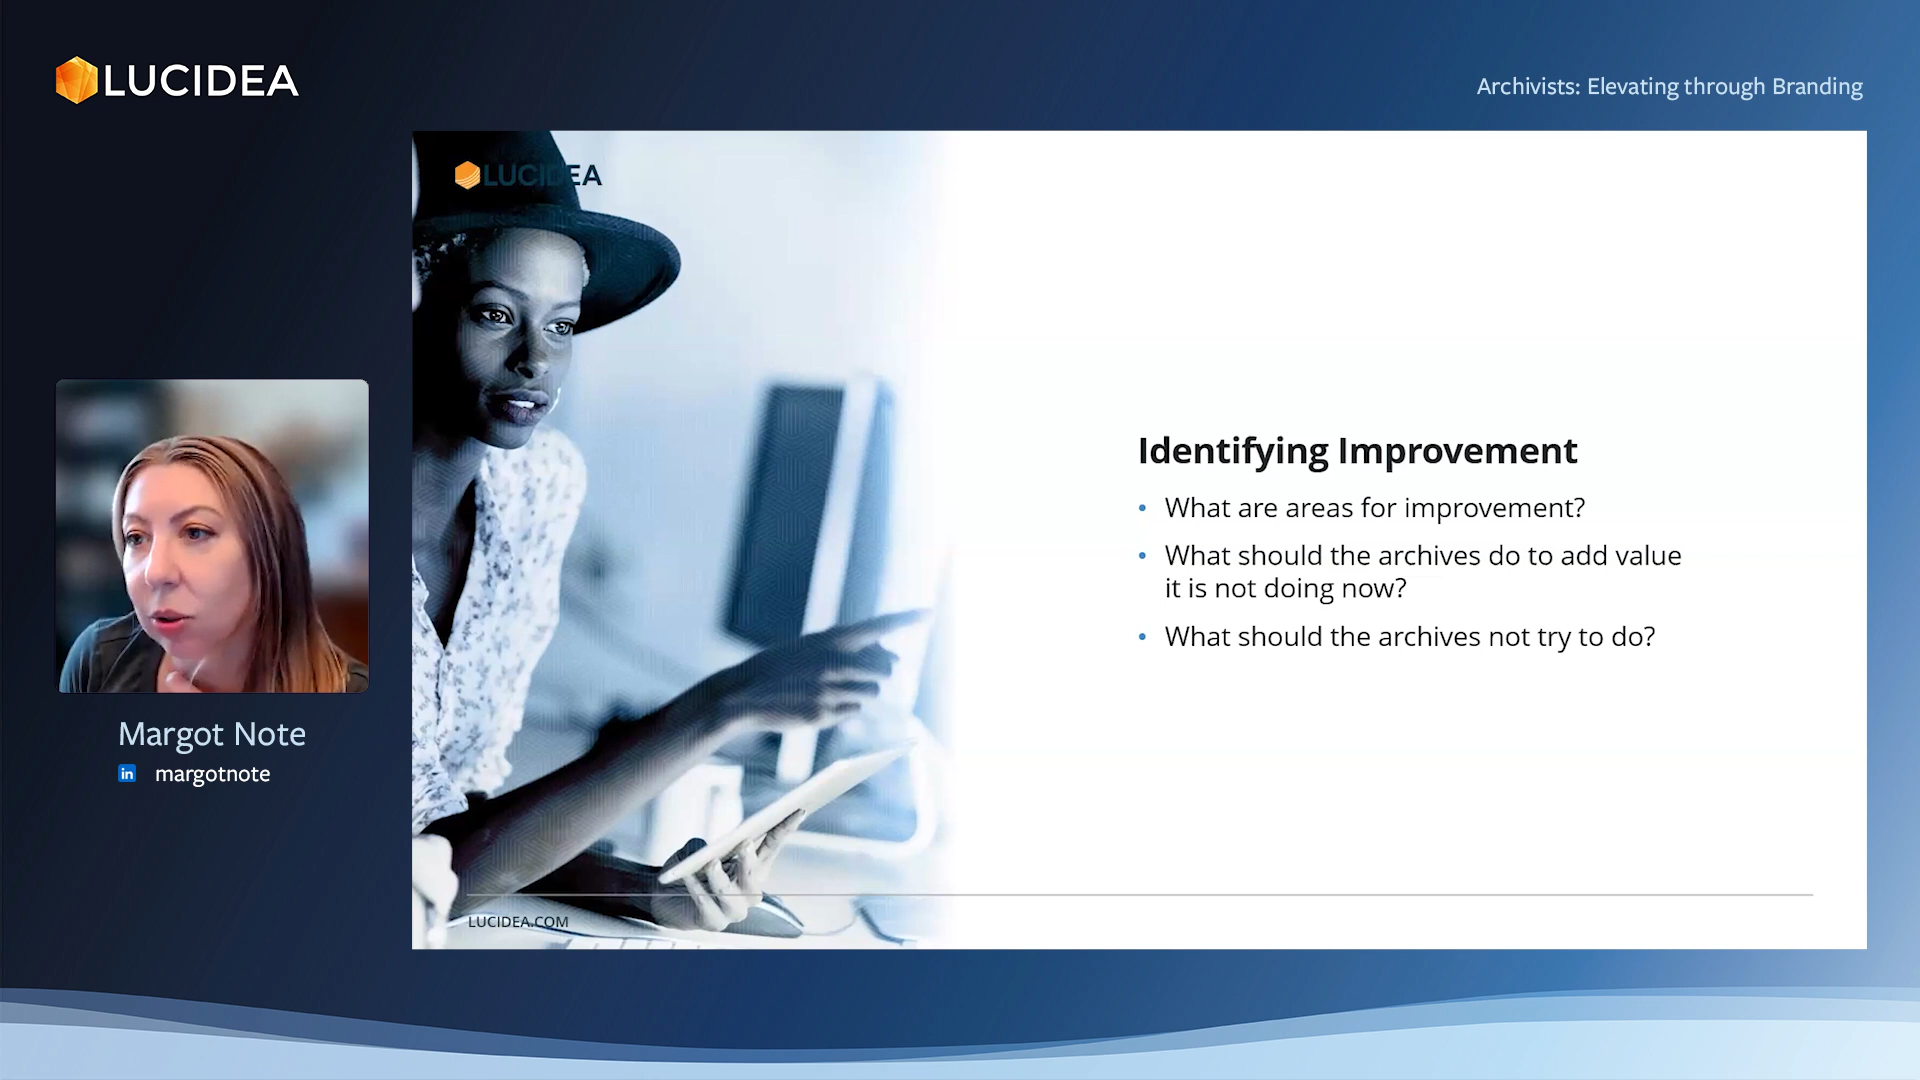 LUCIDEA
Archivists: Elevating through Branding
LUCIDEA
Identifying Improvement
• What are areas for improvement?
• What should the archives do to add value
it is not doing now?
• What should the archives not try to do?
Margot Note
in margotnote
LUCIDEA.COM